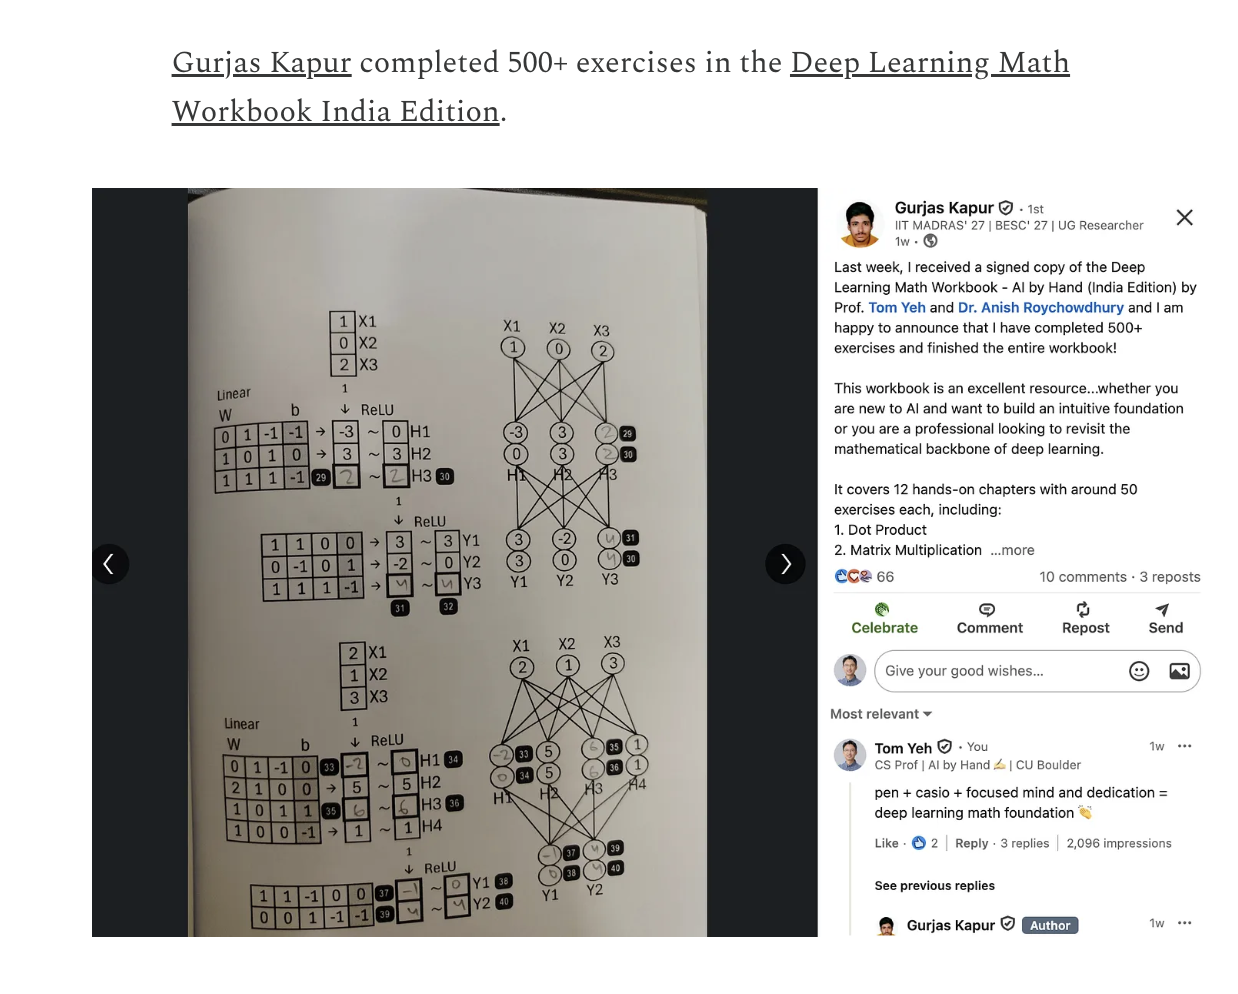 Gurjas Kapur completed 500+ exercises in the Deep Learning Math
Workbook India Edition.
1 X1
0 X2
2 X3
1
Linear
W b ↓ ReLU
0 1 -1 -1 → -3 ~ 0 H1
1 0 1 0 → 3 ~ 3 H2
1 1 1 -1 29 2 ~ 2 H3 30
1
↓ ReLU
1 1 0 0 → 3 ~ 3 Y1
0 -1 0 1 → -2 ~ 0 Y2
1 1 1 -1 → 4 ~ 4 Y3
31 32
X1 X2 X3
1 0 2
-3 3 2 29
0 3 2 30
H1 H2 H3
3 -2 4 31
3 0 4 30
Y1 Y2 Y3
2 X1
1 X2
3 X3
1
Linear
W b ↓ ReLU
0 1 -1 0 33 -2 ~ 0 H1 34
2 1 0 0 → 5 ~ 5 H2
1 0 1 1 35 6 ~ 6 H3 36
1 0 0 -1 → 1 ~ 1 H4
1
↓ ReLU
1 1 -1 0 0 37 -1 ~ 0 Y1 38
0 0 1 -1 -1 39 4 ~ 4 Y2 40
X1 X2 X3
2 1 3
-2 33 5 6 35 1
0 34 5 6 36 1
H1 H2 H3 H4
-1 37 4 39
0 38 4 40
Y1 Y2
Gurjas Kapur · 1st
IIT MADRAS' 27 | BESC' 27 | UG Researcher
1w ·
Last week, I received a signed copy of the Deep
Learning Math Workbook - AI by Hand (India Edition) by
Prof. Tom Yeh and Dr. Anish Roychowdhury and I am
happy to announce that I have completed 500+
exercises and finished the entire workbook!
This workbook is an excellent resource...whether you
are new to AI and want to build an intuitive foundation
or you are a professional looking to revisit the
mathematical backbone of deep learning.
It covers 12 hands-on chapters with around 50
exercises each, including:
1. Dot Product
2. Matrix Multiplication ...more
66 10 comments · 3 reposts
Celebrate Comment Repost Send
Give your good wishes...
Most relevant
Tom Yeh · You 1w ···
CS Prof | AI by Hand ✍️ | CU Boulder
pen + casio + focused mind and dedication =
deep learning math foundation 👏
Like · 2 | Reply · 3 replies | 2,096 impressions
See previous replies
Gurjas Kapur Author 1w ···